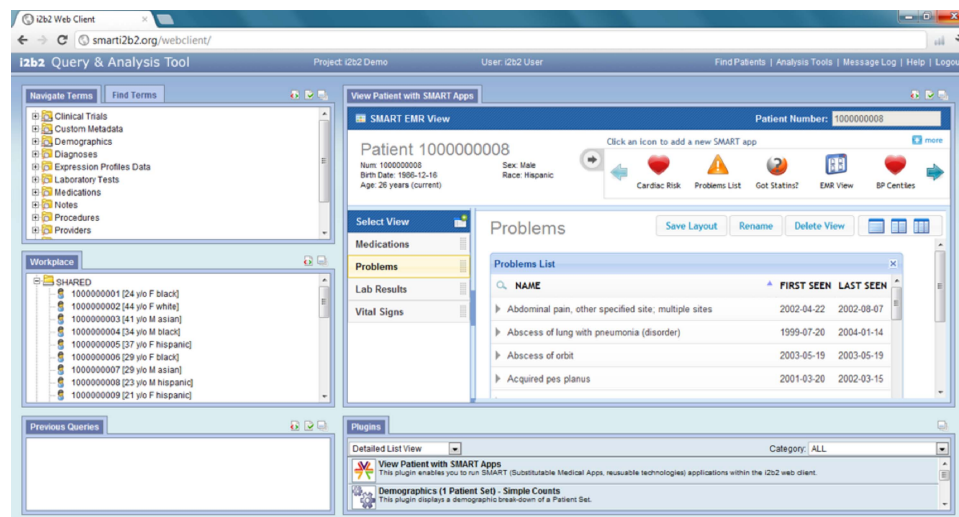 i2b2 Web Client
smarti2b2.org/webclient/
i2b2 Query & Analysis Tool Project: i2b2 Demo User: i2b2 User Find Patients | Analysis Tools | Message Log | Help | Logou
Navigate Terms Find Terms
Clinical Trials
Custom Metadata
Demographics
Diagnoses
Expression Profiles Data
Laboratory Tests
Medications
Notes
Procedures
Providers
Workplace
SHARED
1000000001 [24 y/o F black]
1000000002 [44 y/o F white]
1000000003 [41 y/o M asian]
1000000004 [34 y/o M black]
1000000005 [37 y/o F hispanic]
1000000006 [29 y/o F black]
1000000007 [29 y/o M asian]
1000000008 [23 y/o M hispanic]
1000000009 [21 y/o F hispanic]
Previous Queries
View Patient with SMART Apps
SMART EMR View Patient Number: 1000000008
Patient 1000000008
Num: 1000000008 Sex: Male
Birth Date: 1986-12-16 Race: Hispanic
Age: 26 years (current)
Click an icon to add a new SMART app more
Cardiac Risk Problems List Got Statins? EMR View BP Centiles
Select View
Medications
Problems
Lab Results
Vital Signs
Problems Save Layout Rename Delete View
Problems List
NAME FIRST SEEN LAST SEEN
Abdominal pain, other specified site; multiple sites 2002-04-22 2002-08-07
Abscess of lung with pneumonia (disorder) 1999-07-20 2004-01-14
Abscess of orbit 2003-05-19 2003-05-19
Acquired pes planus 2001-03-20 2002-03-15
Plugins
Detailed List View Category: ALL
View Patient with SMART Apps
This plugin enables you to run SMART (Substitutable Medical Apps, reusuable technologies) applications within the i2b2 web client.
Demographics (1 Patient Set) - Simple Counts
This plugin displays a demographic break-down of a Patient Set.